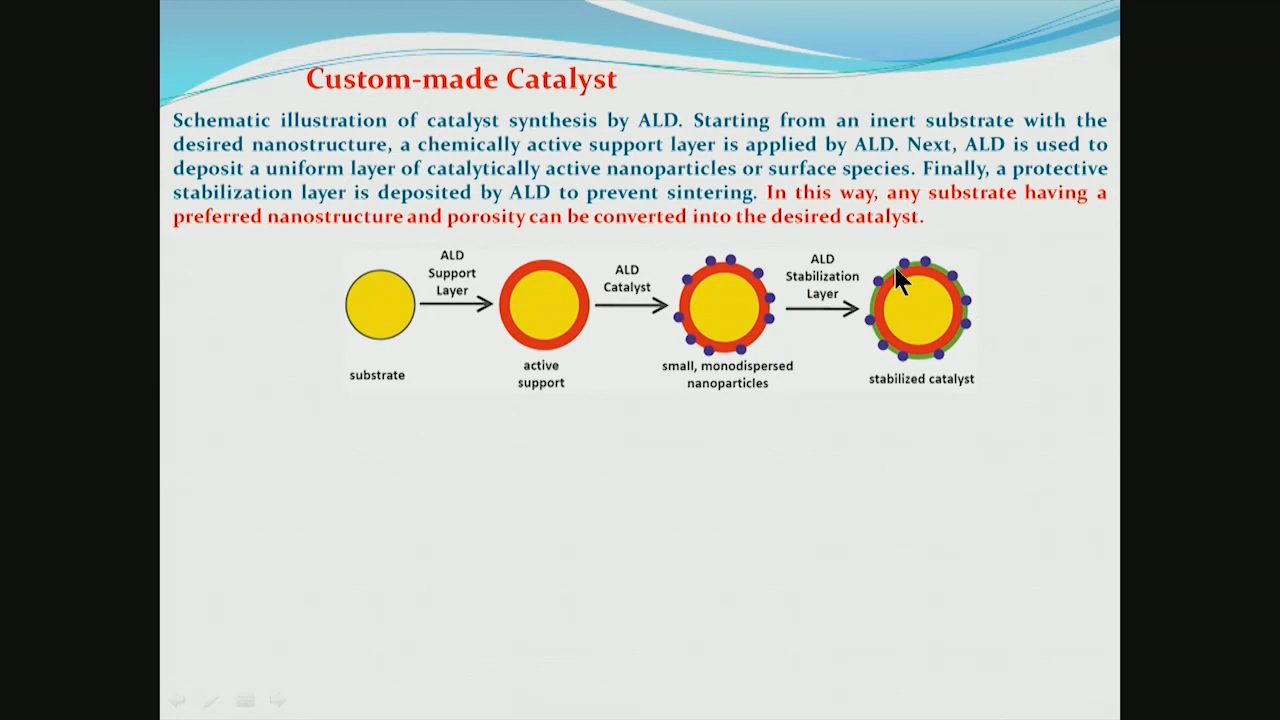 Custom-made Catalyst
Schematic illustration of catalyst synthesis by ALD. Starting from an inert substrate with the
desired nanostructure, a chemically active support layer is applied by ALD. Next, ALD is used to
deposit a uniform layer of catalytically active nanoparticles or surface species. Finally, a protective
stabilization layer is deposited by ALD to prevent sintering. In this way, any substrate having a
preferred nanostructure and porosity can be converted into the desired catalyst.
ALD
Support
Layer
ALD
Catalyst
ALD
Stabilization
Layer
substrate
active
support
small, monodispersed
nanoparticles
stabilized catalyst